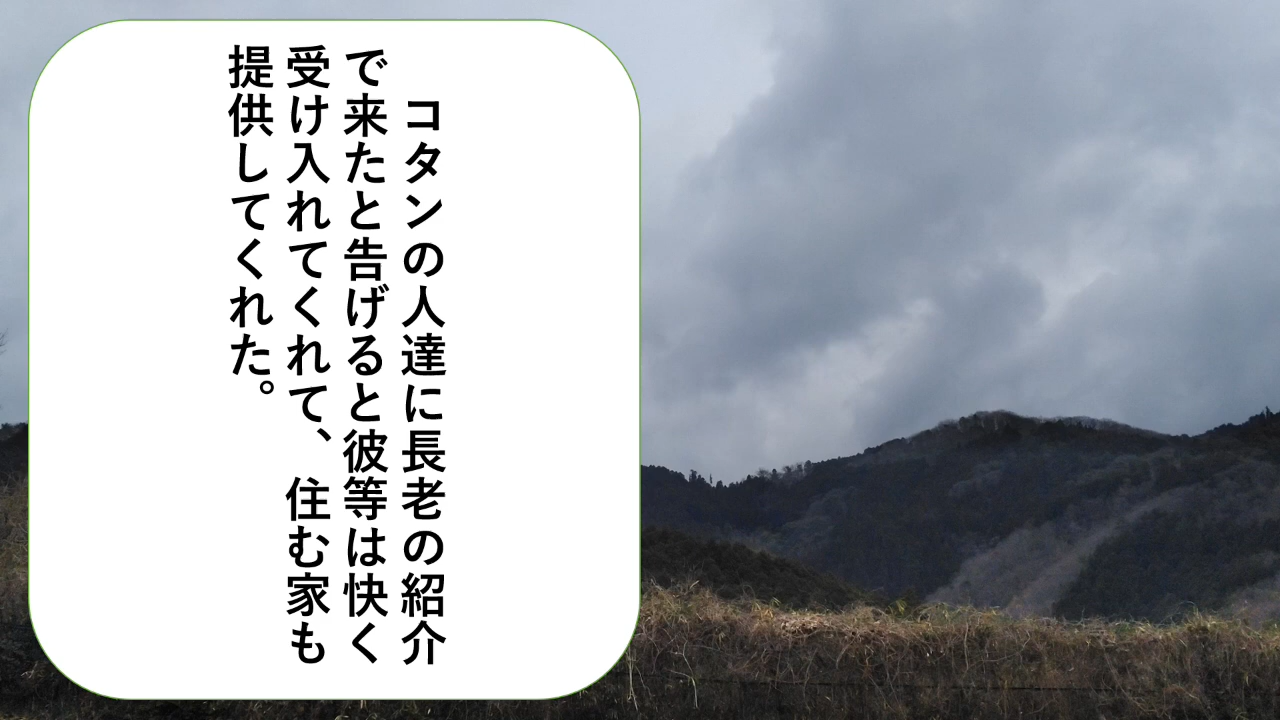 コタンの人達に長老の紹介
で来たと告げると彼等は快く
受け入れてくれて、住む家も
提供してくれた。